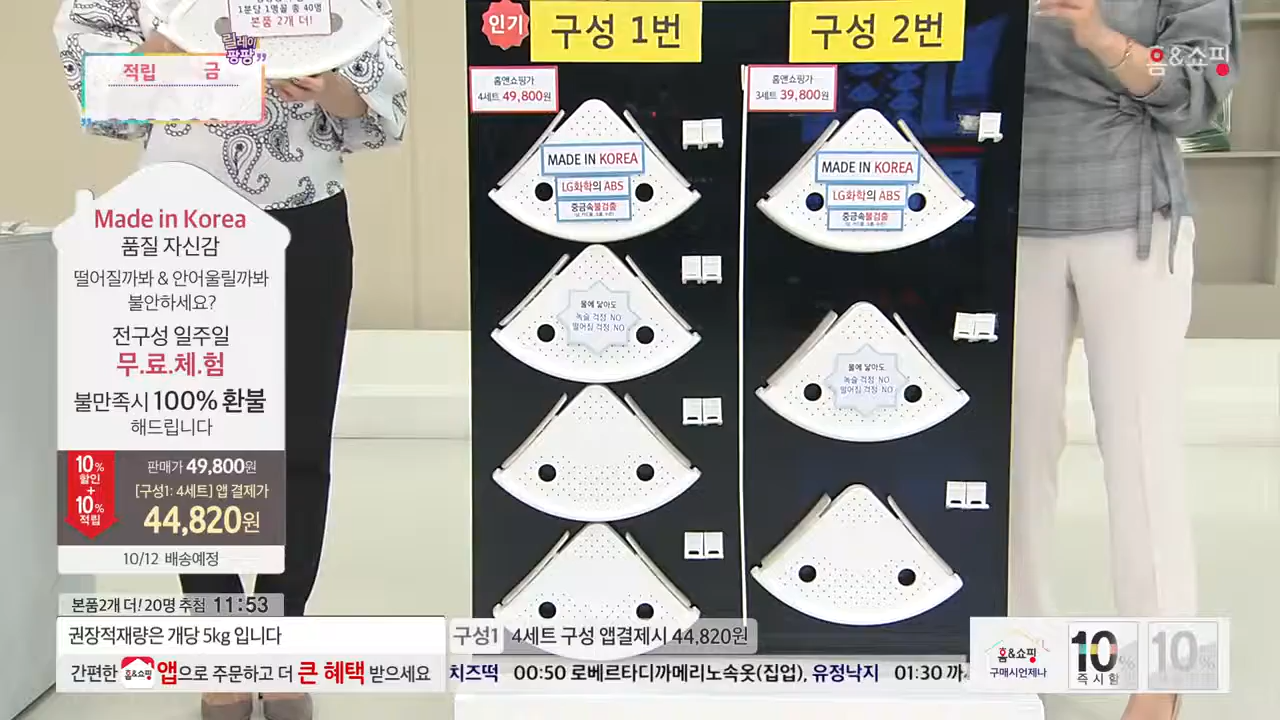 1분당 1명꼴 총 40명
본품 2개 더!
릴레이
팡팡
적립 금
Made in Korea
품질 자신감
떨어질까봐 & 안어울릴까봐
불안하세요?
전구성 일주일
무.료.체.험
불만족시 100% 환불
해드립니다
10%
할인
+
10%
적립
판매가 49,800원
[구성1: 4세트] 앱 결제가
44,820원
10/12 배송예정
본품2개 더! 20명 추첨 11:53
권장적재량은 개당 5kg 입니다
간편한 홈&쇼핑 앱으로 주문하고 더 큰 혜택 받으세요
인기
구성 1번
홈앤쇼핑가
4세트 49,800원
MADE IN KOREA
LG화학의 ABS
중금속불검출
물에 닿아도
녹슬 걱정 NO
떨어짐 걱정 NO
구성 2번
홈앤쇼핑가
3세트 39,800원
MADE IN KOREA
LG화학의 ABS
중금속불검출
물에 닿아도
녹슬 걱정 NO
떨어짐 걱정 NO
홈&쇼핑
구성1 4세트 구성 앱결제시 44,820원
치즈떡 00:50 로베르타디까메리노속옷(집업), 유정낙지 01:30 까
홈&쇼핑
구매시언제나
10%
즉시할
10%